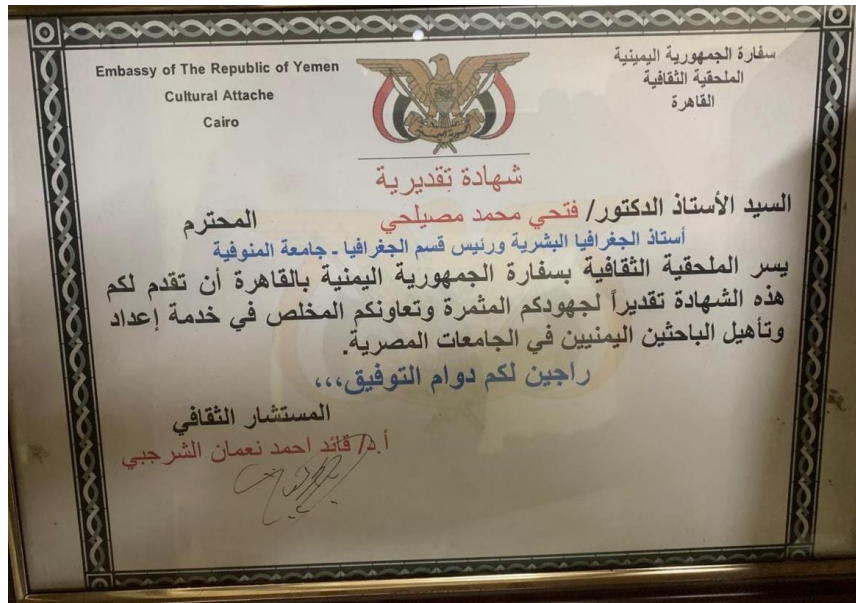 Embassy of The Republic of Yemen
Cultural Attache
Cairo
سفارة الجمهورية اليمنية
الملحقية الثقافية
القاهرة
شهادة تقديرية
السيد الأستاذ الدكتور/ فتحي محمد مصيلحي المحترم
أستاذ الجغرافيا البشرية ورئيس قسم الجغرافيا - جامعة المنوفية
يسر الملحقية الثقافية بسفارة الجمهورية اليمنية بالقاهرة أن تقدم لكم
هذه الشهادة تقديراً لجهودكم المثمرة وتعاونكم المخلص في خدمة إعداد
وتأهيل الباحثين اليمنيين في الجامعات المصرية.
راجين لكم دوام التوفيق،،،
المستشار الثقافي
أ.د/ قائد احمد نعمان الشرجبي